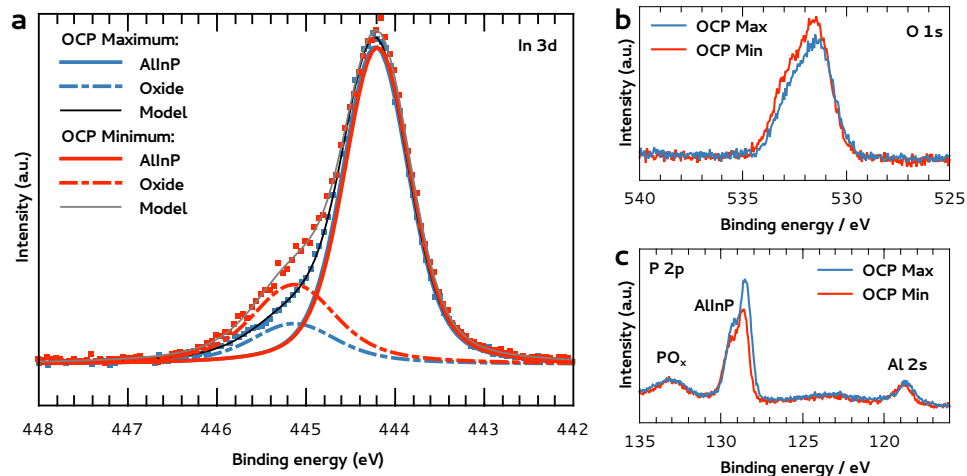 a
In 3d
OCP Maximum:
AlInP
Oxide
Model
OCP Minimum:
AlInP
Oxide
Model
Intensity (a.u.)
448 447 446 445 444 443 442
Binding energy (eV)
b
O 1s
OCP Max
OCP Min
Intensity (a.u.)
540 535 530 525
Binding energy / eV
c
P 2p
OCP Max
OCP Min
AlInP
POx
Al 2s
Intensity (a.u.)
135 130 125 120
Binding energy / eV